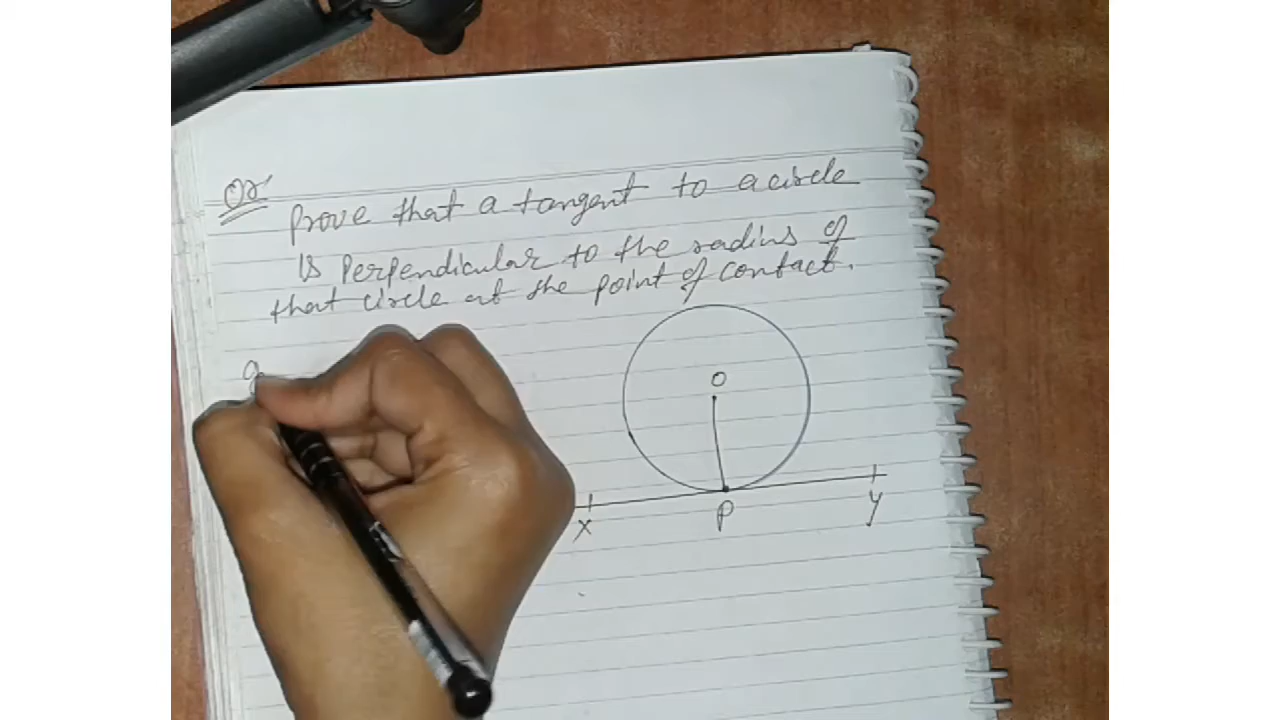 Or
Prove that a tangent to a circle
is perpendicular to the radius of
that circle at the point of contact.
O
X
P
Y